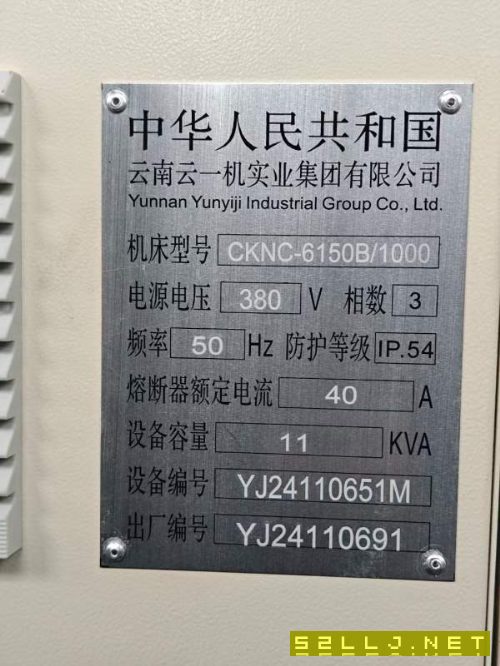 中华人民共和国
云南云一机实业集团有限公司
Yunnan Yunyiji Industrial Group Co., Ltd.
机床型号 CKNC-6150B/1000
电源电压 380 V 相数 3
频率 50 Hz 防护等级 IP.54
熔断器额定电流 40 A
设备容量 11 KVA
设备编号 YJ24110651M
出厂编号 YJ24110691
52LLJ.NET